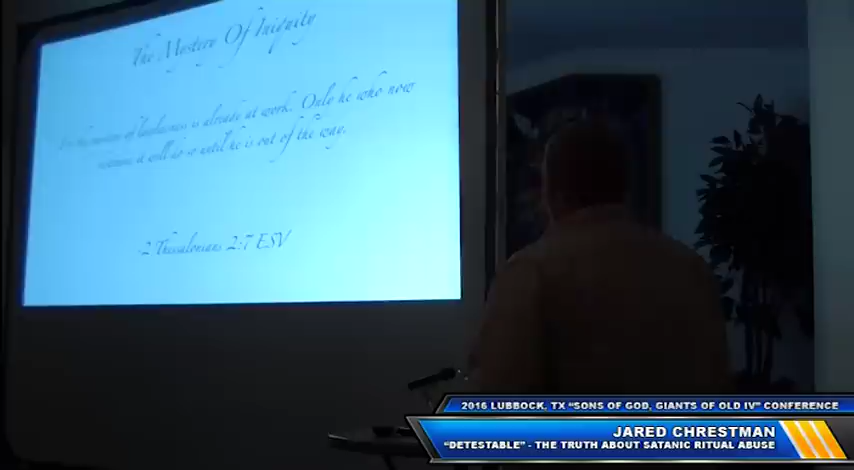 The Mystery Of Iniquity
For the mystery of lawlessness is already at work. Only he who now
restrains it will do so until he is out of the way.
-2 Thessalonians 2:7 ESV
2016 LUBBOCK, TX "SONS OF GOD, GIANTS OF OLD IV" CONFERENCE
JARED CHRESTMAN
"DETESTABLE" - THE TRUTH ABOUT SATANIC RITUAL ABUSE